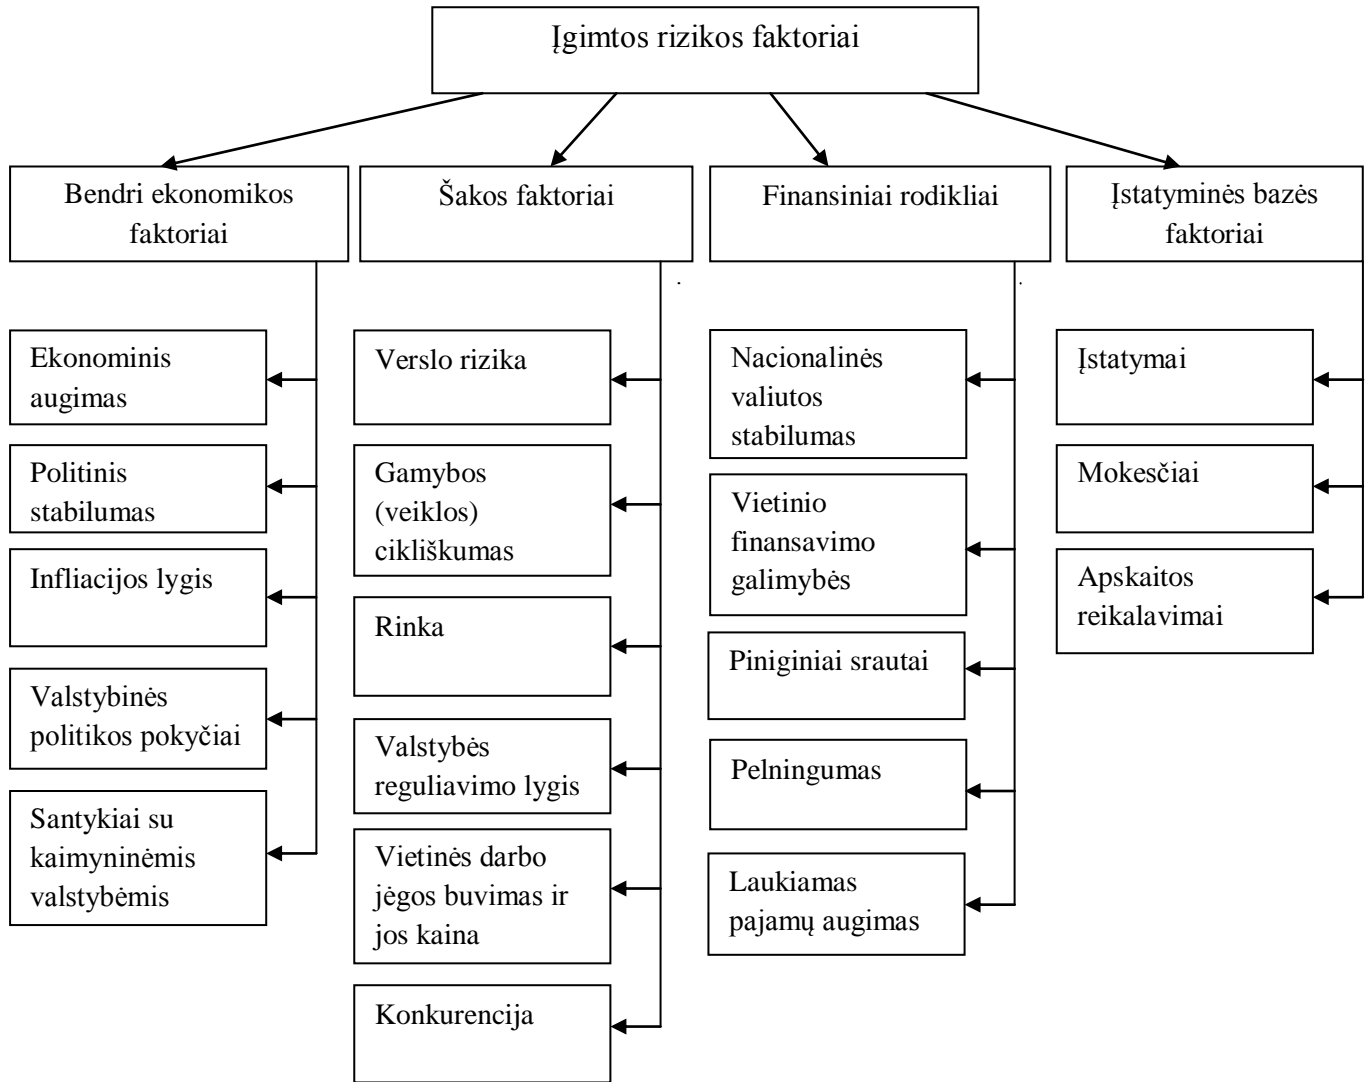 Įgimtos rizikos faktoriai
Bendri ekonomikos
faktoriai
Šakos faktoriai
Finansiniai rodikliai
Įstatyminės bazės
faktoriai
Ekonominis
augimas
Politinis
stabilumas
Infliacijos lygis
Valstybinės
politikos pokyčiai
Santykiai su
kaimyninėmis
valstybėmis
Verslo rizika
Gamybos
(veiklos)
cikliškumas
Rinka
Valstybės
reguliavimo lygis
Vietinės darbo
jėgos buvimas ir
jos kaina
Konkurencija
Nacionalinės
valiutos
stabilumas
Vietinio
finansavimo
galimybės
Piniginiai srautai
Pelningumas
Laukiamas
pajamų augimas
Įstatymai
Mokesčiai
Apskaitos
reikalavimai